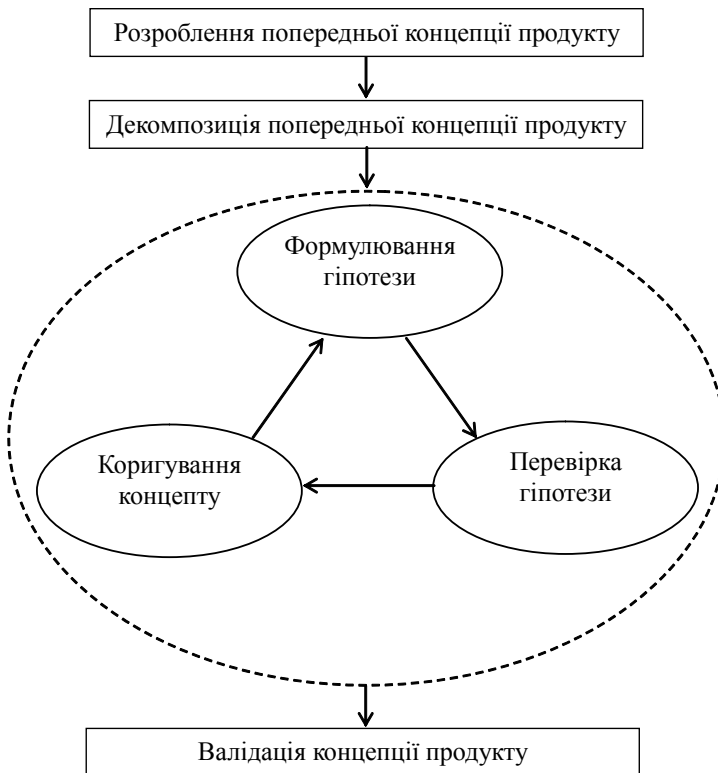 Розроблення попередньої концепції продукту
Декомпозиція попередньої концепції продукту
Формулювання
гіпотези
Коригування
концепту
Перевірка
гіпотези
Валідація концепції продукту